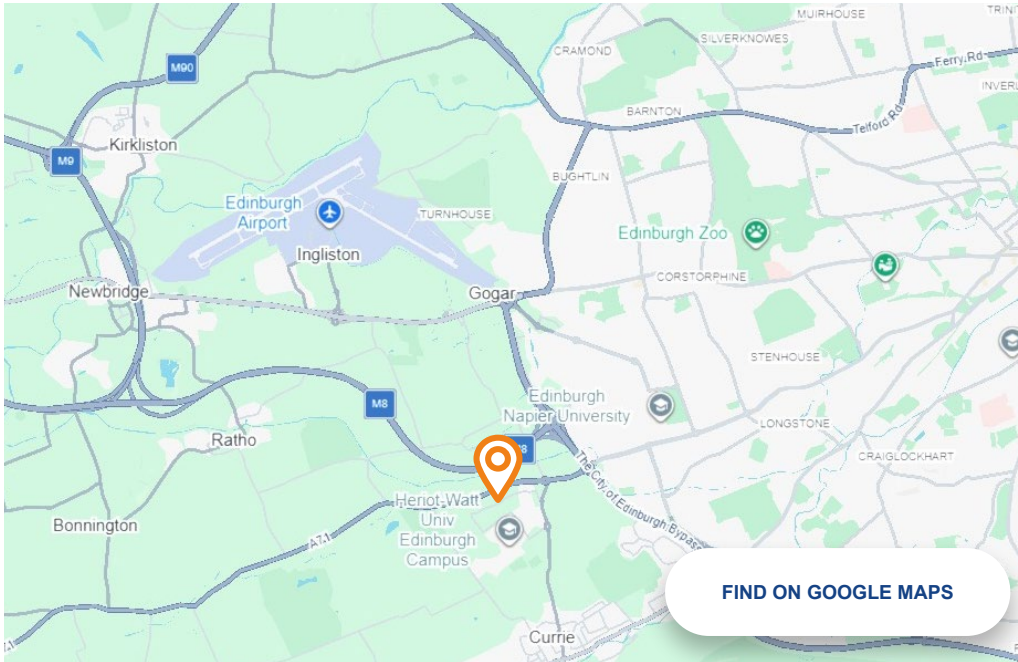 MUIRHOUSE
TRINI
CRAMOND
SILVERKNOWES
M90
Ferry Rd
INVERL
BARNTON
Telford Rd
Kirkliston
M9
BUGHTLIN
Edinburgh
Airport
TURNHOUSE
Edinburgh Zoo
Ingliston
CORSTORPHINE
Newbridge
Gogar
STENHOUSE
Edinburgh
Napier University
M8
LONGSTONE
Ratho
8
CRAIGLOCKHART
The City of Edinburgh Bypass
Heriot-Watt
Univ
Edinburgh
Campus
Bonnington
A71
FIND ON GOOGLE MAPS
Currie